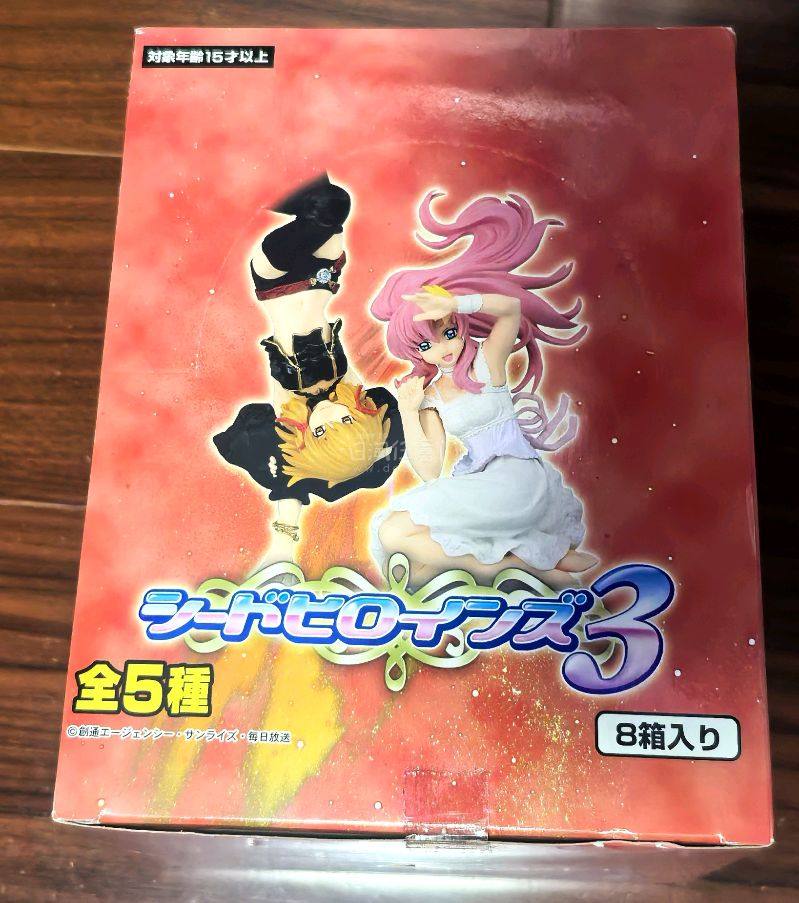 対象年齢15才以上
シードヒロインズ3
全5種
©創通エージェンシー・サンライズ・毎日放送
8箱入り